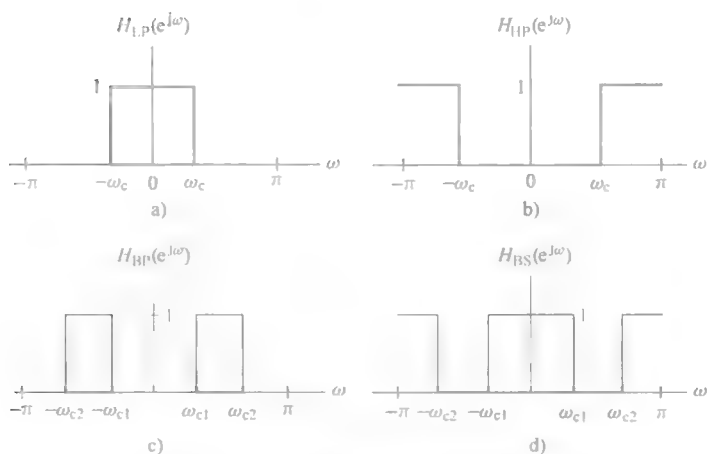 H_LP(e^jω)
1
−π −ω_c 0 ω_c π ω
a)
H_HP(e^jω)
1
−π −ω_c 0 ω_c π ω
b)
H_BP(e^jω)
1
−π −ω_c2 −ω_c1 ω_c1 ω_c2 π ω
c)
H_BS(e^jω)
1
−π −ω_c2 −ω_c1 ω_c1 ω_c2 π ω
d)